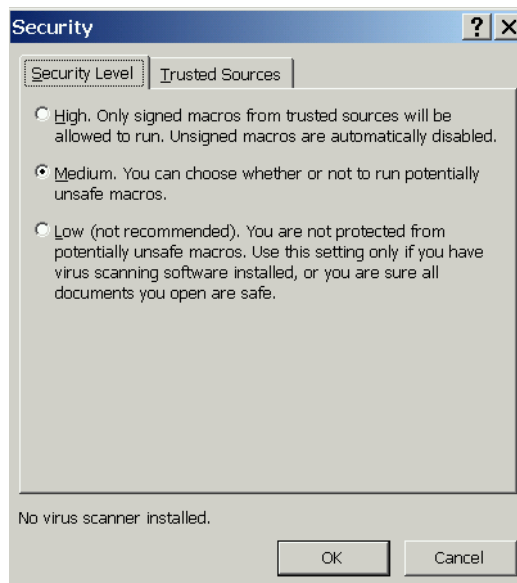 Security
Security Level
Trusted Sources
High. Only signed macros from trusted sources will be
allowed to run. Unsigned macros are automatically disabled.
Medium. You can choose whether or not to run potentially
unsafe macros.
Low (not recommended). You are not protected from
potentially unsafe macros. Use this setting only if you have
virus scanning software installed, or you are sure all
documents you open are safe.
No virus scanner installed.
OK
Cancel